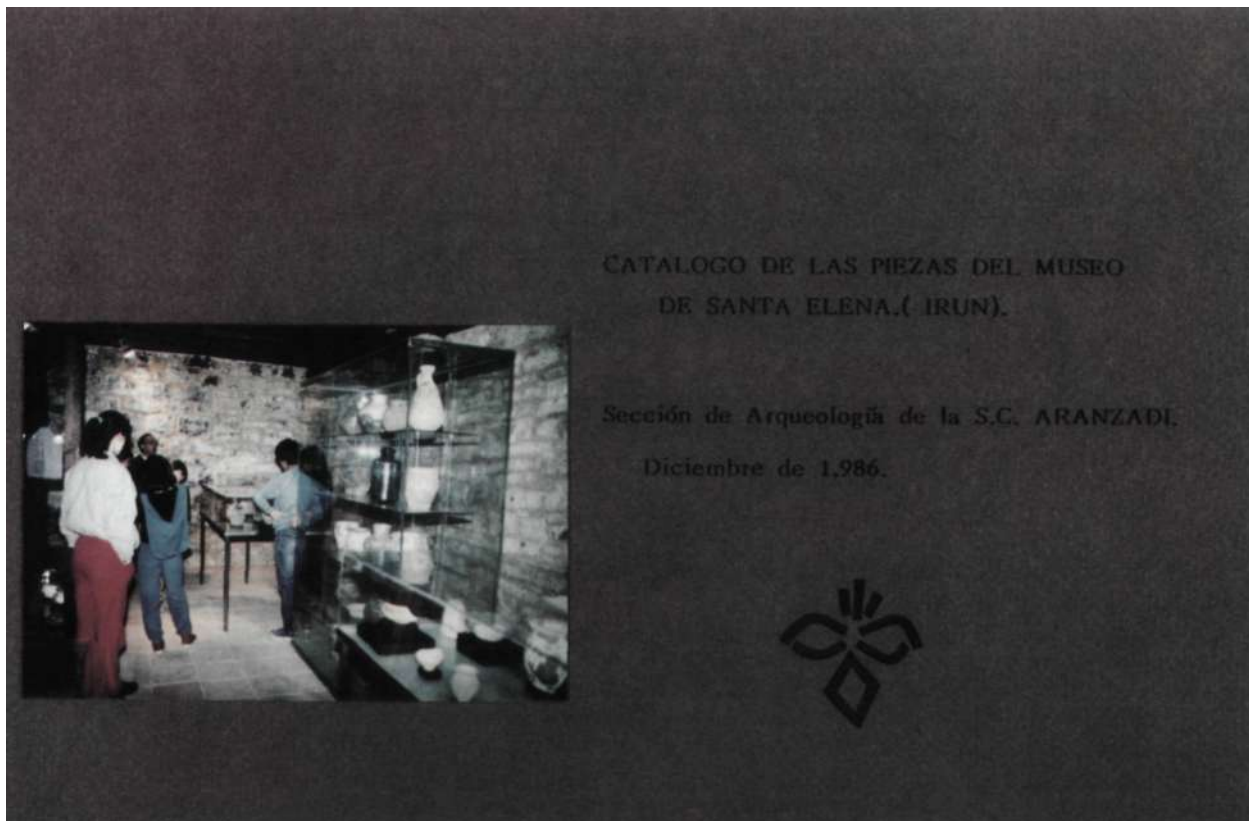 CATALOGO DE LAS PIEZAS DEL MUSEO
DE SANTA ELENA.( IRUN).
Sección de Arqueología de la S.C. ARANZADI.
Diciembre de 1.986.